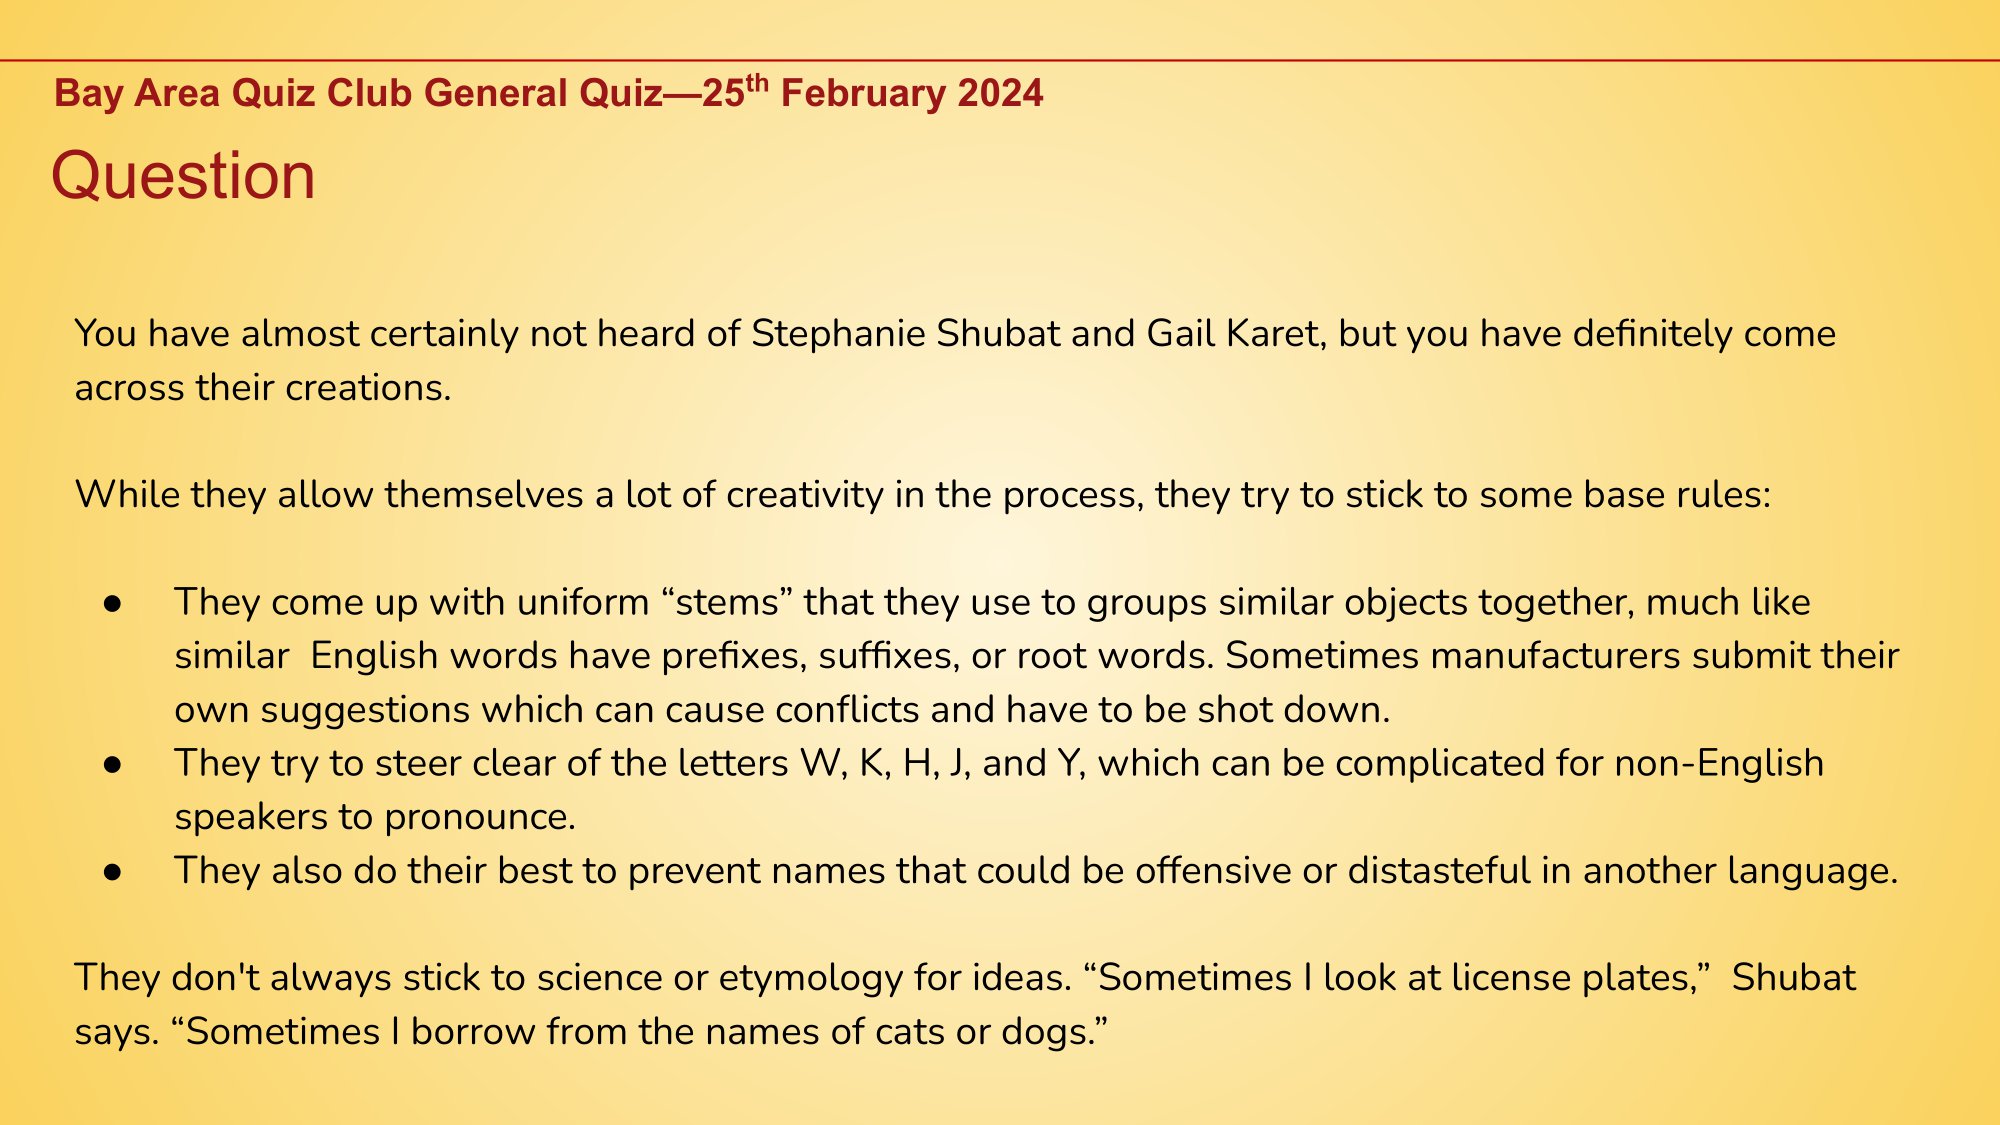 Bay Area Quiz Club General Quiz—25th February 2024
Question
You have almost certainly not heard of Stephanie Shubat and Gail Karet, but you have definitely come
across their creations.
While they allow themselves a lot of creativity in the process, they try to stick to some base rules:
● They come up with uniform “stems” that they use to groups similar objects together, much like
similar  English words have prefixes, suffixes, or root words. Sometimes manufacturers submit their
own suggestions which can cause conflicts and have to be shot down.
● They try to steer clear of the letters W, K, H, J, and Y, which can be complicated for non-English
speakers to pronounce.
● They also do their best to prevent names that could be offensive or distasteful in another language.
They don't always stick to science or etymology for ideas. “Sometimes I look at license plates,”  Shubat
says. “Sometimes I borrow from the names of cats or dogs.”